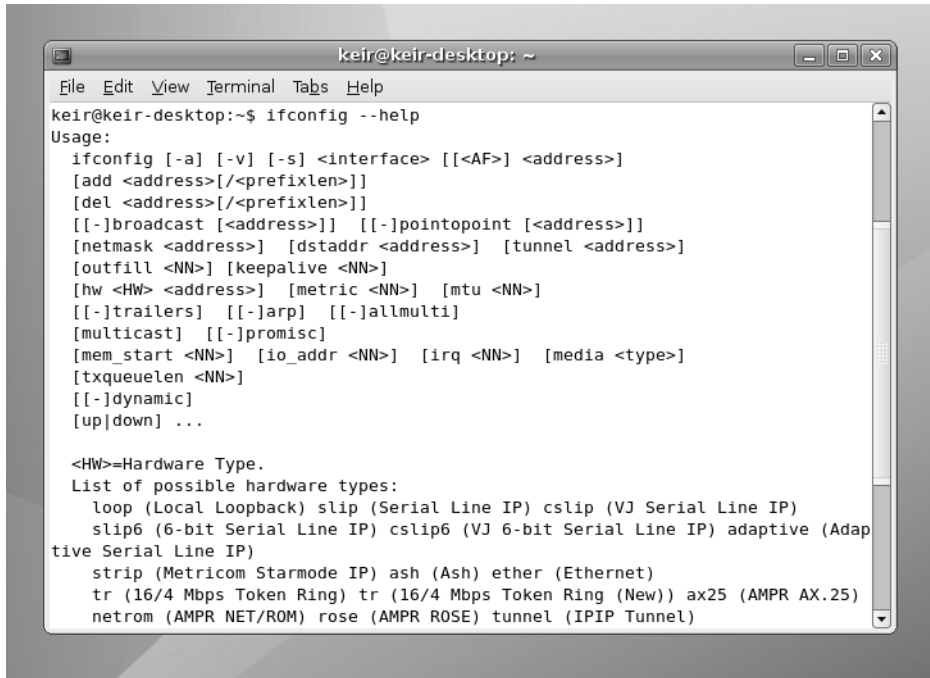 keir@keir-desktop: ~
File Edit View Terminal Tabs Help
keir@keir-desktop:~$ ifconfig --help
Usage:
  ifconfig [-a] [-v] [-s] <interface> [[<AF>] <address>]
  [add <address>[/<prefixlen>]]
  [del <address>[/<prefixlen>]]
  [[-]broadcast [<address>]]  [[-]pointopoint [<address>]]
  [netmask <address>]  [dstaddr <address>]  [tunnel <address>]
  [outfill <NN>] [keepalive <NN>]
  [hw <HW> <address>]  [metric <NN>]  [mtu <NN>]
  [[-]trailers]  [[-]arp]  [[-]allmulti]
  [multicast]  [[-]promisc]
  [mem_start <NN>]  [io_addr <NN>]  [irq <NN>]  [media <type>]
  [txqueuelen <NN>]
  [[-]dynamic]
  [up|down] ...
  <HW>=Hardware Type.
  List of possible hardware types:
    loop (Local Loopback) slip (Serial Line IP) cslip (VJ Serial Line IP)
    slip6 (6-bit Serial Line IP) cslip6 (VJ 6-bit Serial Line IP) adaptive (Adap
tive Serial Line IP)
    strip (Metricom Starmode IP) ash (Ash) ether (Ethernet)
    tr (16/4 Mbps Token Ring) tr (16/4 Mbps Token Ring (New)) ax25 (AMPR AX.25)
    netrom (AMPR NET/ROM) rose (AMPR ROSE) tunnel (IPIP Tunnel)